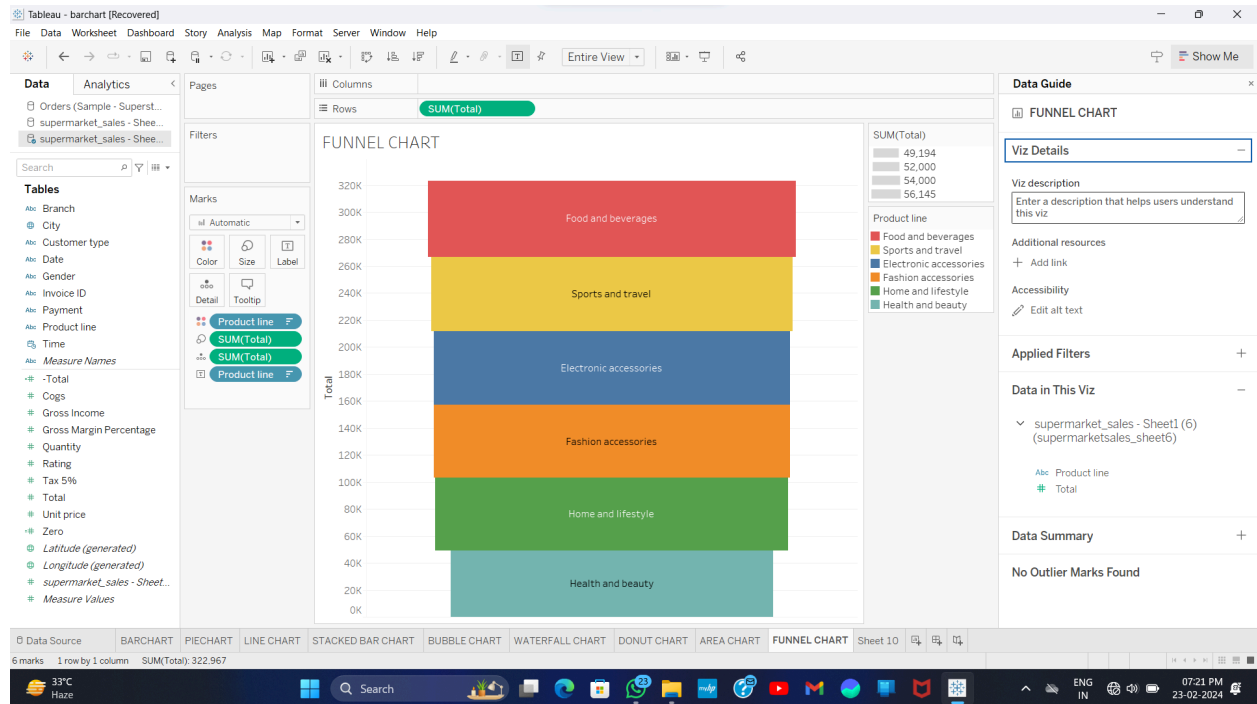 Tableau - barchart [Recovered]
File Data Worksheet Dashboard Story Analysis Map Format Server Window Help
Entire View
Show Me
Data Analytics
Orders (Sample - Superst...
supermarket_sales - Shee...
supermarket_sales - Shee...
Search
Tables
Abc Branch
City
Abc Customer type
Abc Date
Abc Gender
Abc Invoice ID
Abc Payment
Abc Product line
Time
Abc Measure Names
-Total
Cogs
Gross Income
Gross Margin Percentage
Quantity
Rating
Tax 5%
Total
Unit price
Zero
Latitude (generated)
Longitude (generated)
supermarket_sales - Sheet...
Measure Values
Pages
Filters
Marks
Automatic
Color Size Label
Detail Tooltip
Product line
SUM(Total)
SUM(Total)
Product line
Columns
Rows SUM(Total)
FUNNEL CHART
320K
300K
280K
260K
240K
220K
200K
180K
160K
140K
120K
100K
80K
60K
40K
20K
0K
Total
Food and beverages
Sports and travel
Electronic accessories
Fashion accessories
Home and lifestyle
Health and beauty
SUM(Total)
49,194
52,000
54,000
56,145
Product line
Food and beverages
Sports and travel
Electronic accessories
Fashion accessories
Home and lifestyle
Health and beauty
Data Guide
FUNNEL CHART
Viz Details
Viz description
Enter a description that helps users understand
this viz
Additional resources
+ Add link
Accessibility
Edit alt text
Applied Filters
Data in This Viz
supermarket_sales - Sheet1 (6)
(supermarketsales_sheet6)
Abc Product line
# Total
Data Summary
No Outlier Marks Found
Data Source BARCHART PIECHART LINE CHART STACKED BAR CHART BUBBLE CHART WATERFALL CHART DONUT CHART AREA CHART FUNNEL CHART Sheet 10
6 marks 1 row by 1 column SUM(Total): 322.967
33°C
Haze
Search
23
ENG
IN
07:21 PM
23-02-2024